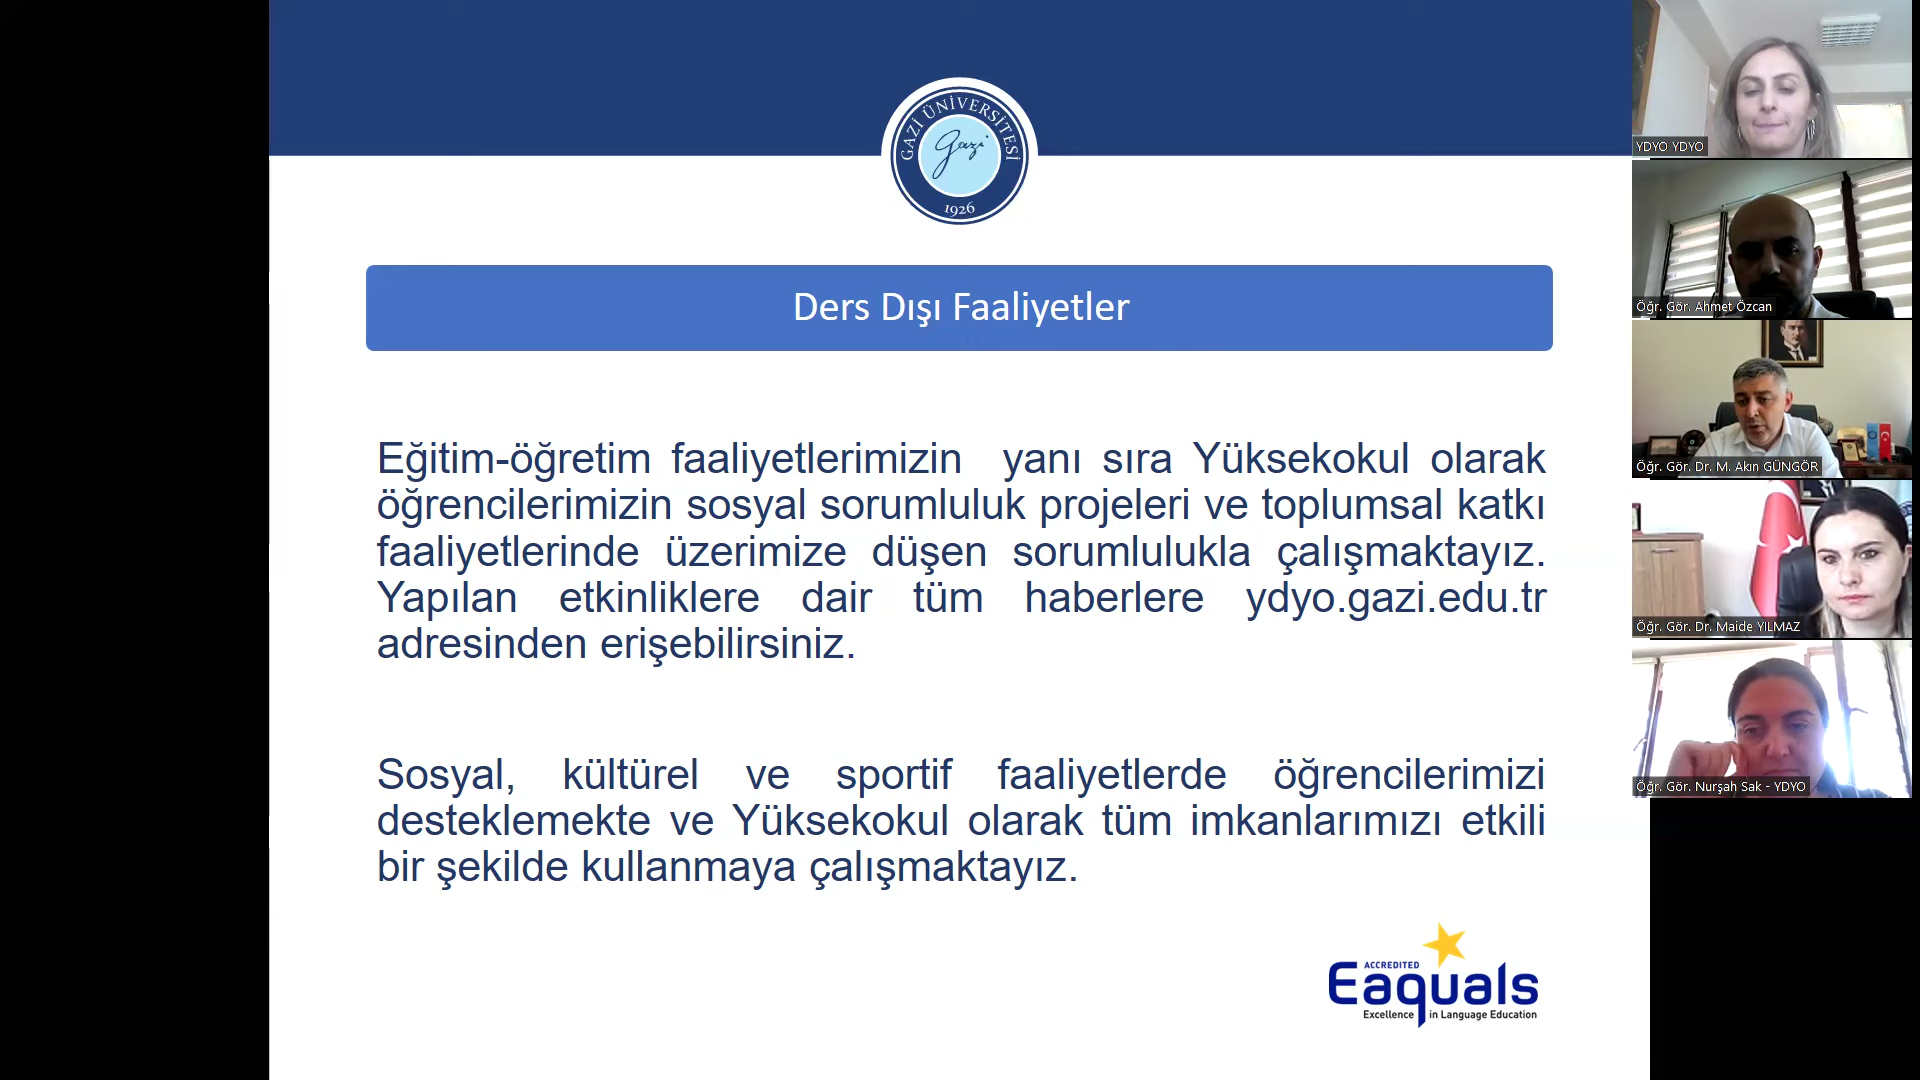 GAZİ ÜNİVERSİTESİ
gazi
1926
Ders Dışı Faaliyetler
Eğitim-öğretim faaliyetlerimizin yanı sıra Yüksekokul olarak
öğrencilerimizin sosyal sorumluluk projeleri ve toplumsal katkı
faaliyetlerinde üzerimize düşen sorumlulukla çalışmaktayız.
Yapılan etkinliklere dair tüm haberlere ydyo.gazi.edu.tr
adresinden erişebilirsiniz.
Sosyal, kültürel ve sportif faaliyetlerde öğrencilerimizi
desteklemekte ve Yüksekokul olarak tüm imkanlarımızı etkili
bir şekilde kullanmaya çalışmaktayız.
ACCREDITED
Eaquals
Excellence in Language Education
YDYO YDYO
Öğr. Gör. Ahmet Özcan
Öğr. Gör. Dr. M. Akın GÜNGÖR
Öğr. Gör. Dr. Maide YILMAZ
Öğr. Gör. Nurşah Sak - YDYO